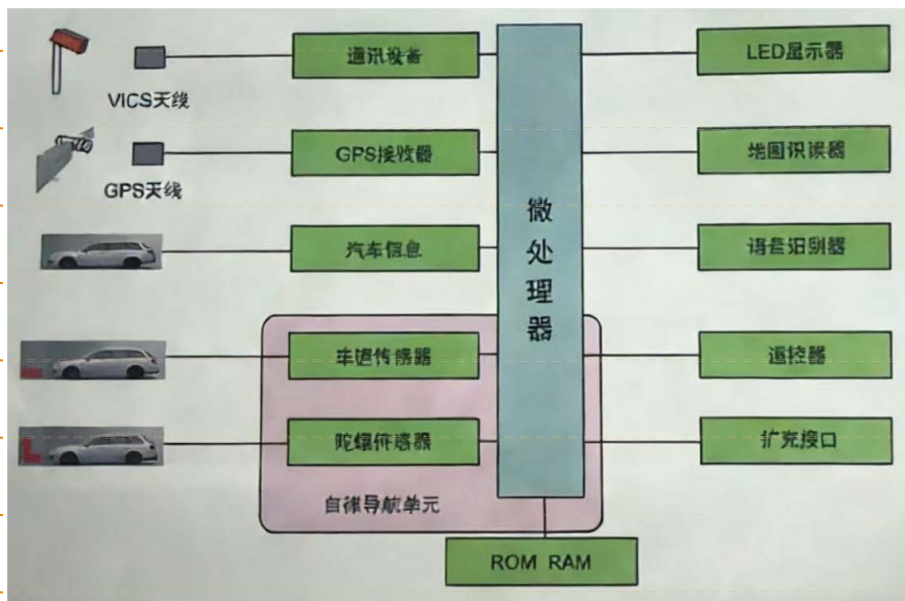 通讯设备
LED显示器
VICS天线
GPS接收器
地图识误器
GPS天线
微处理器
汽车信息
语音识别器
车速传感器
遥控器
陀螺传感器
扩充接口
自律导航单元
ROM RAM
L